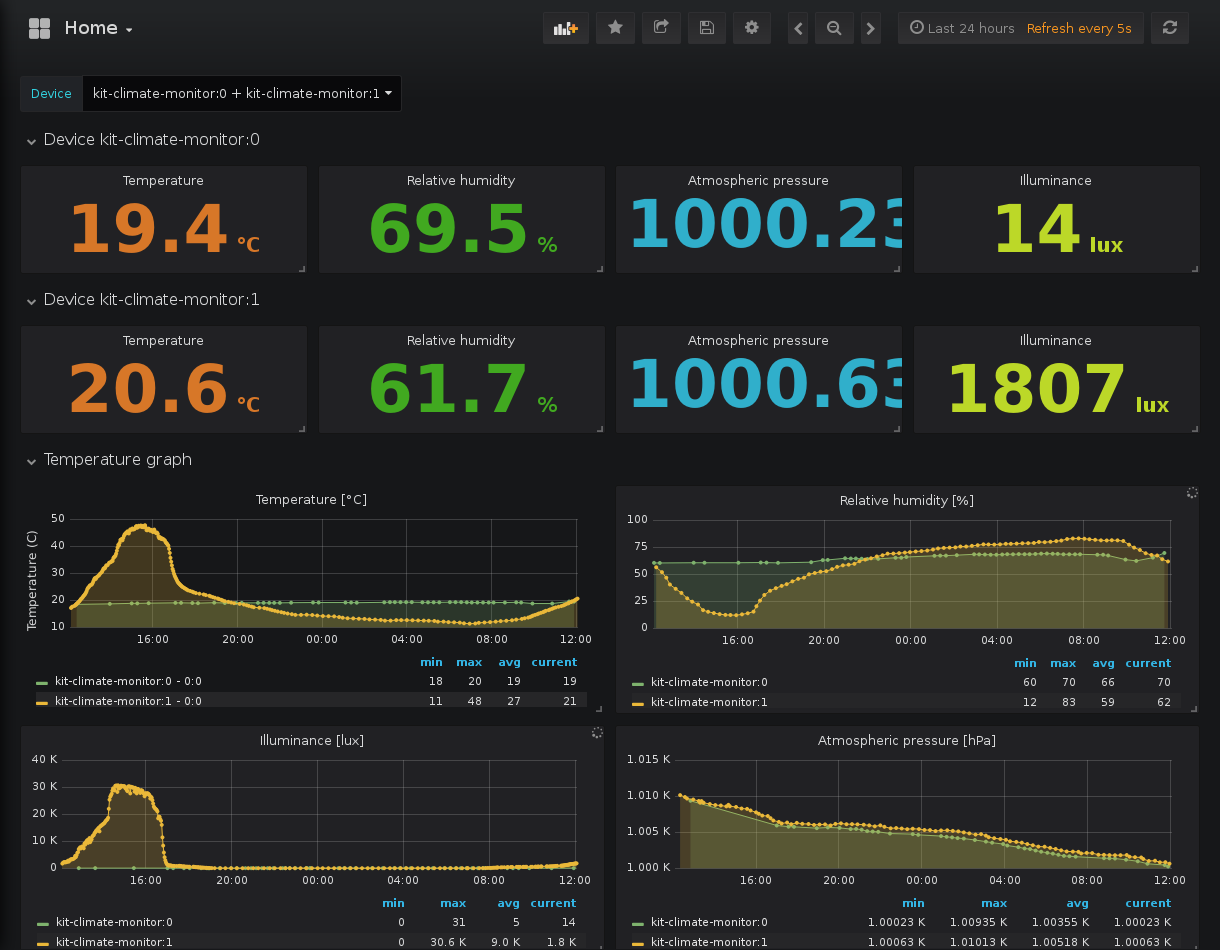 Home
Last 24 hours Refresh every 5s
Device kit-climate-monitor:0 + kit-climate-monitor:1
Device kit-climate-monitor:0
Temperature Relative humidity Atmospheric pressure Illuminance
19.4 °C 69.5 % 1000.23 14 lux
Device kit-climate-monitor:1
Temperature Relative humidity Atmospheric pressure Illuminance
20.6 °C 61.7 % 1000.63 1807 lux
Temperature graph
Temperature [°C]
Temperature (C)
50
40
30
20
10
16:00 20:00 00:00 04:00 08:00 12:00
min max avg current
kit-climate-monitor:0 - 0:0 18 20 19 19
kit-climate-monitor:1 - 0:0 11 48 27 21
Relative humidity [%]
100
75
50
25
0
16:00 20:00 00:00 04:00 08:00 12:00
min max avg current
kit-climate-monitor:0 60 70 66 70
kit-climate-monitor:1 12 83 59 62
Illuminance [lux]
40 K
30 K
20 K
10 K
0
16:00 20:00 00:00 04:00 08:00 12:00
min max avg current
kit-climate-monitor:0 0 31 5 14
kit-climate-monitor:1 0 30.6 K 9.0 K 1.8 K
Atmospheric pressure [hPa]
1.015 K
1.010 K
1.005 K
1.000 K
16:00 20:00 00:00 04:00 08:00 12:00
min max avg current
kit-climate-monitor:0 1.00023 K 1.00935 K 1.00355 K 1.00023 K
kit-climate-monitor:1 1.00063 K 1.01013 K 1.00518 K 1.00063 K